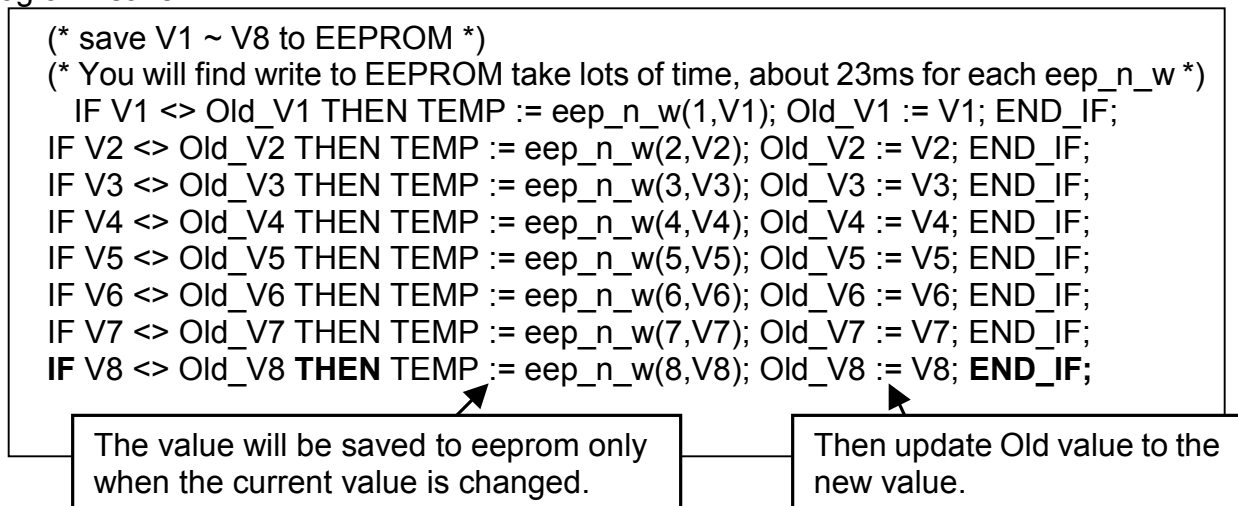 (* save V1 ~ V8 to EEPROM *)
(* You will find write to EEPROM take lots of time, about 23ms for each eep_n_w *)
IF V1 <> Old_V1 THEN TEMP := eep_n_w(1,V1); Old_V1 := V1; END_IF;
IF V2 <> Old_V2 THEN TEMP := eep_n_w(2,V2); Old_V2 := V2; END_IF;
IF V3 <> Old_V3 THEN TEMP := eep_n_w(3,V3); Old_V3 := V3; END_IF;
IF V4 <> Old_V4 THEN TEMP := eep_n_w(4,V4); Old_V4 := V4; END_IF;
IF V5 <> Old_V5 THEN TEMP := eep_n_w(5,V5); Old_V5 := V5; END_IF;
IF V6 <> Old_V6 THEN TEMP := eep_n_w(6,V6); Old_V6 := V6; END_IF;
IF V7 <> Old_V7 THEN TEMP := eep_n_w(7,V7); Old_V7 := V7; END_IF;
IF V8 <> Old_V8 THEN TEMP := eep_n_w(8,V8); Old_V8 := V8; END_IF;
The value will be saved to eeprom only
when the current value is changed.
Then update Old value to the
new value.